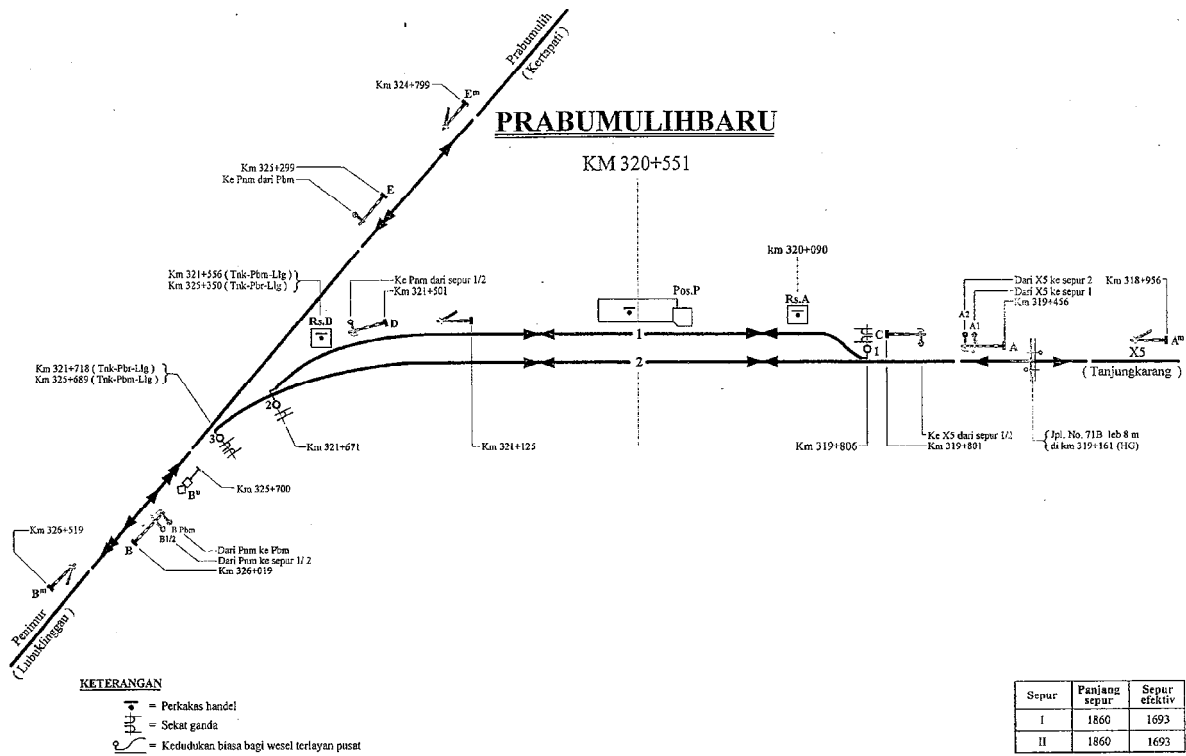 Prabumulih
( Kertapati )
Km 324+799
Eᵐ
PRABUMULIHBARU
KM 320+551
Km 325+299
Ke Pnm dari Pbm
E
km 320+090
Km 321+556 ( Tnk-Pbm-Llg )
Km 325+350 ( Tnk-Pbr-Llg )
Ke Pnm dari sepur 1/2
Km 321+501
Rs.D
D
Pos.P
Rs.A
Dari X5 ke sepur 2
Dari X5 ke sepur 1
Km 319+456
Km 318+956
A2
A1
1
C
1
A
X5
Aᵐ
2
( Tanjungkarang )
Km 321+718 ( Tnk-Pbr-Llg )
Km 325+689 ( Tnk-Pbm-Llg )
2
3
Km 321+671
Km 321+125
Km 319+806
Ke X5 dari sepur 1/2
Km 319+801
Jpl. No. 71B leb 8 m
di km 319+161 (HG)
Bᵘ
Km 325+700
Km 326+519
B
B Pbm
B1/2
Dari Pnm ke Pbm
Dari Pnm ke sepur 1/ 2
Km 326+019
Bᵐ
Penimur
( Lubuklinggau )
KETERANGAN
= Perkakas handel
= Sekat ganda
= Kedudukan biasa bagi wesel terlayan pusat
Sepur Panjang sepur Sepur efektiv
I 1860 1693
II 1860 1693